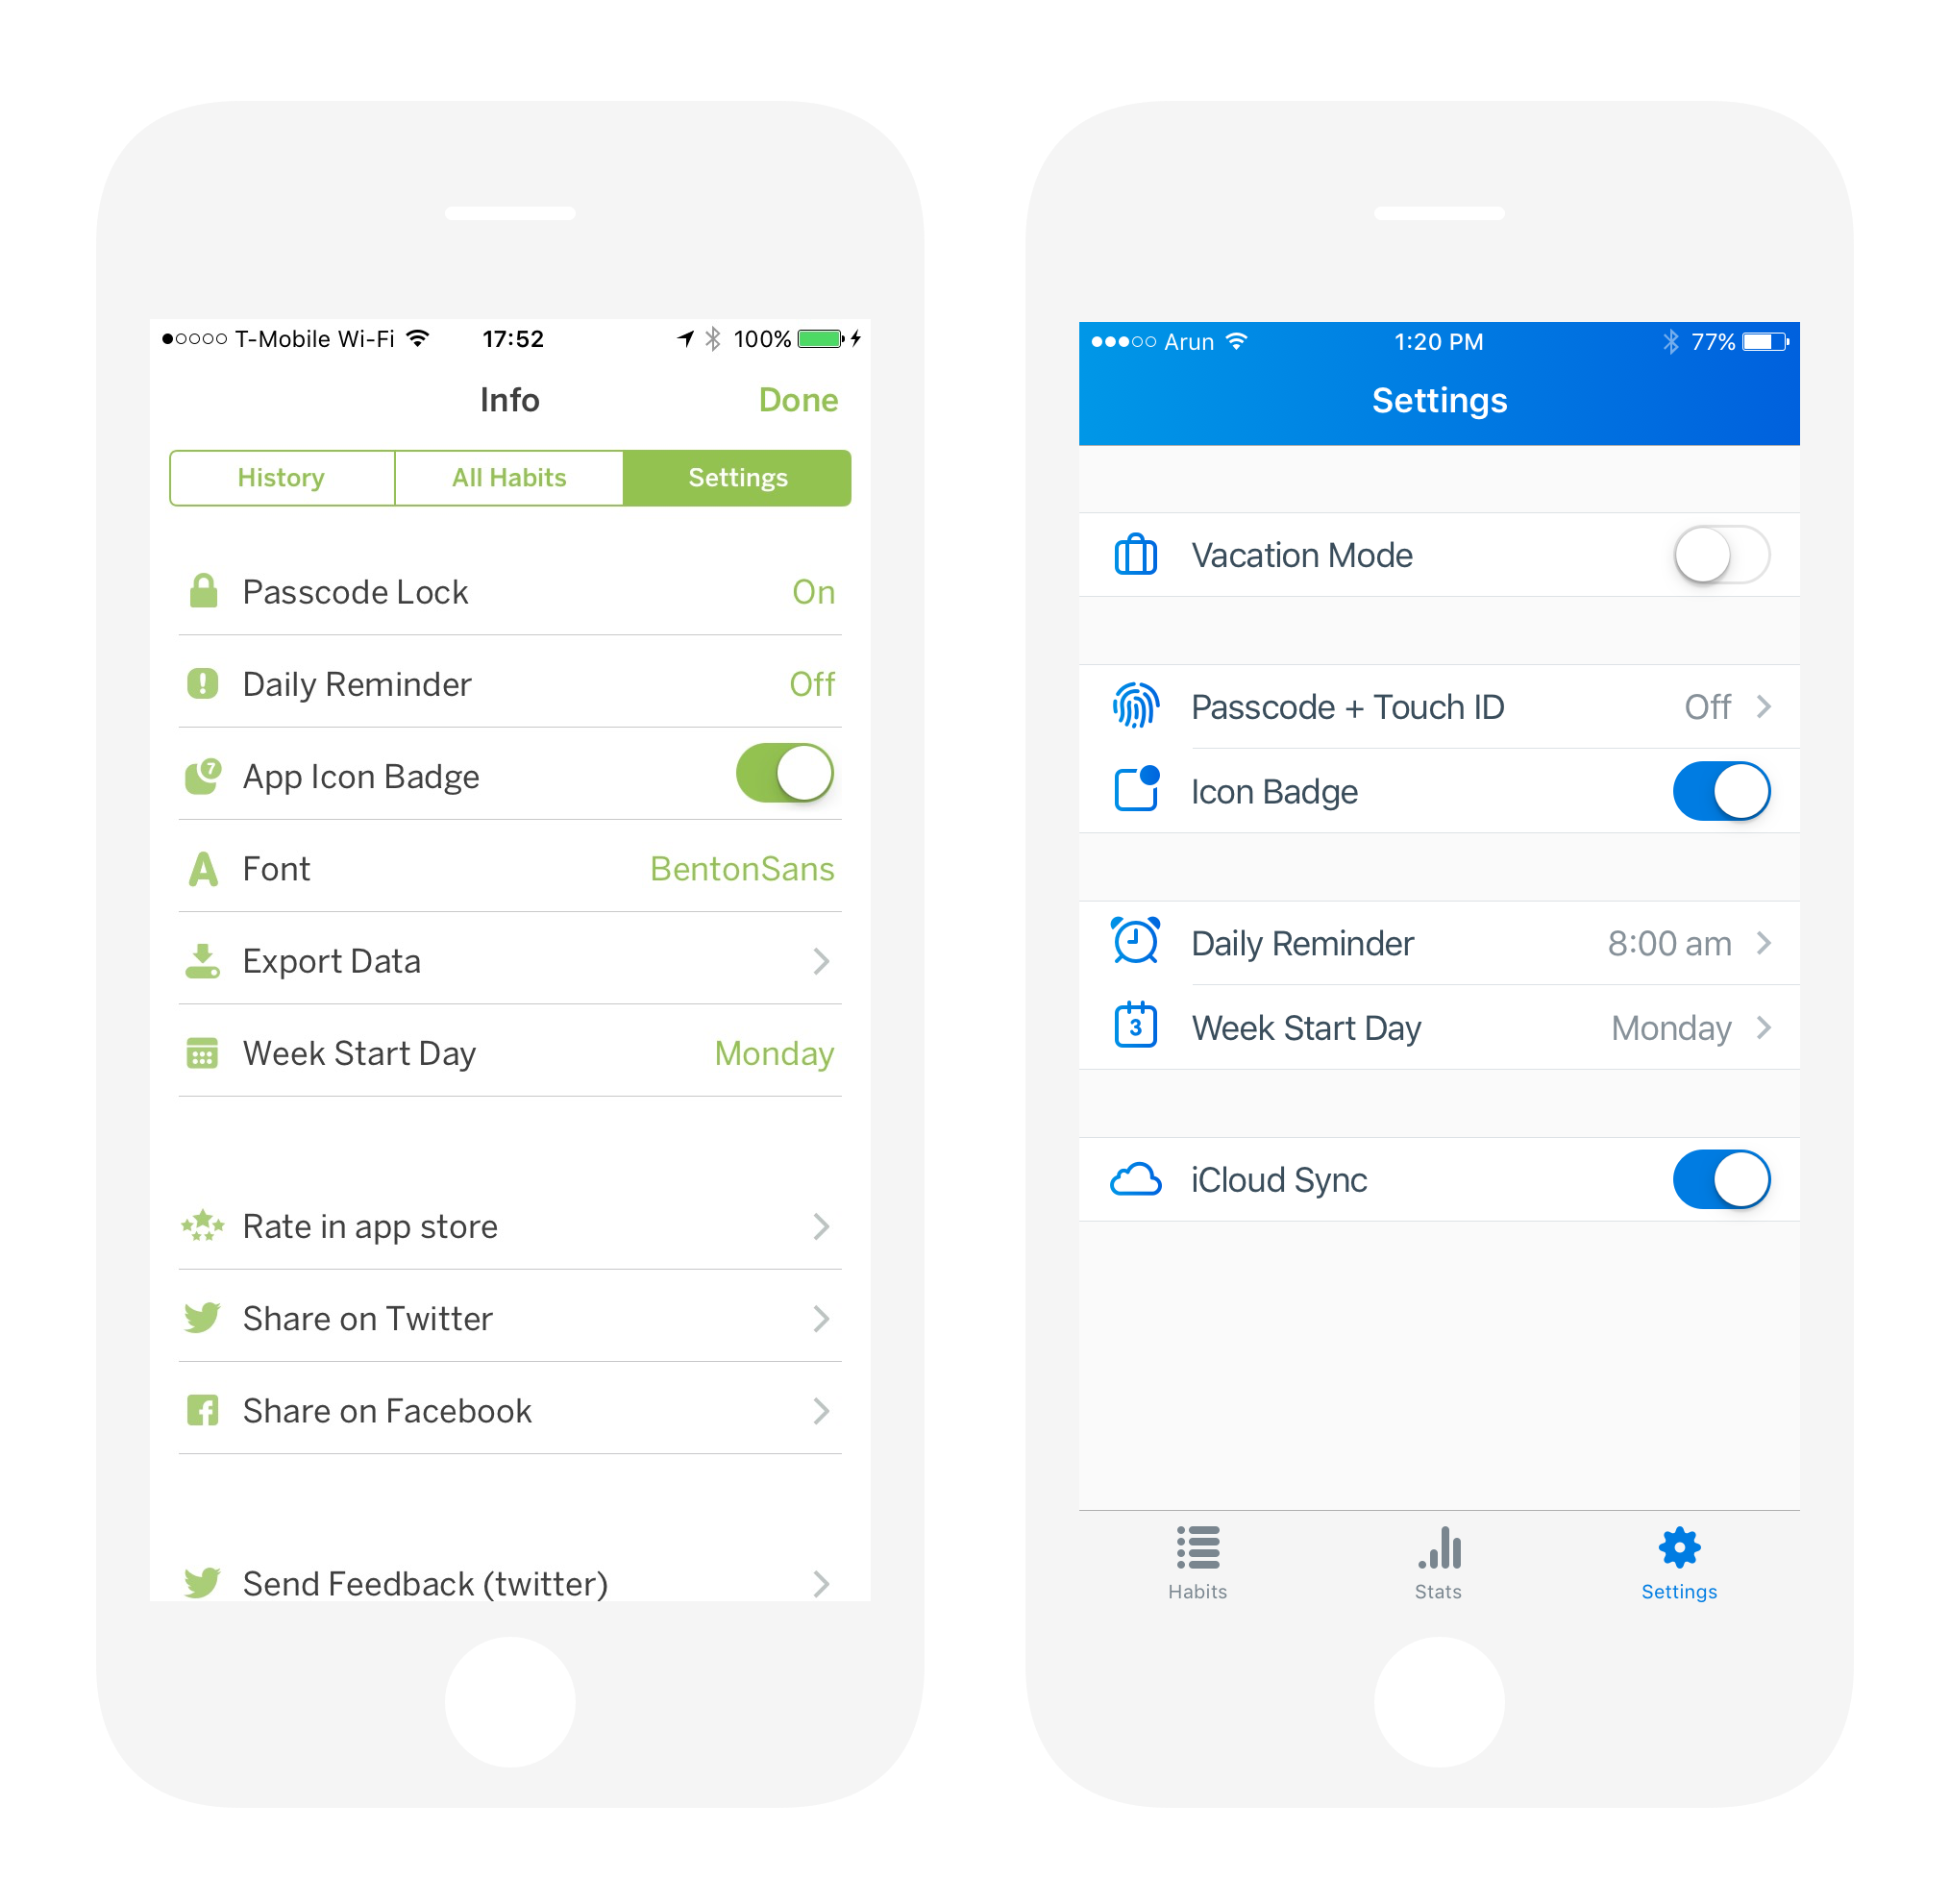 T-Mobile Wi-Fi 17:52 100%
Info Done
History All Habits Settings
Passcode Lock On
Daily Reminder Off
7
App Icon Badge
Font BentonSans
Export Data
Week Start Day Monday
Rate in app store
Share on Twitter
Share on Facebook
Send Feedback (twitter)
Arun 1:20 PM 77%
Settings
Vacation Mode
Passcode + Touch ID Off
Icon Badge
Daily Reminder 8:00 am
3 Week Start Day Monday
iCloud Sync
Habits Stats Settings